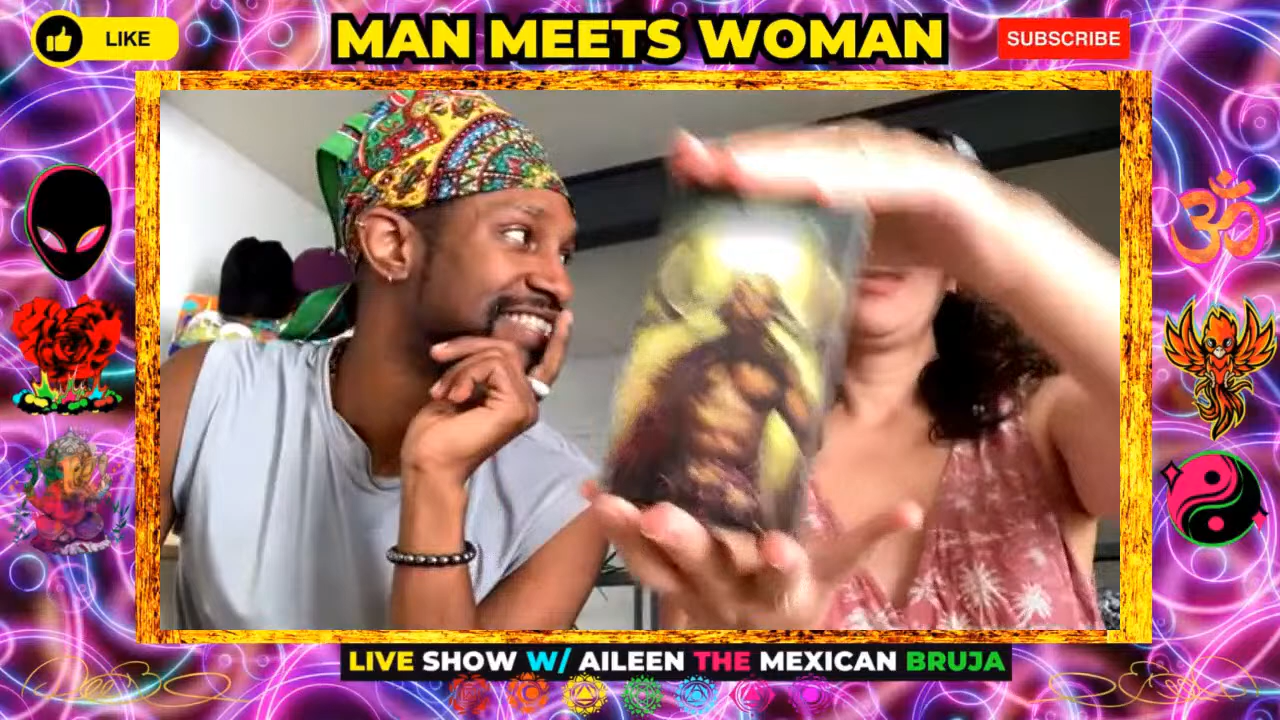 LIKE
MAN MEETS WOMAN
SUBSCRIBE
LIVE SHOW W/ AILEEN THE MEXICAN BRUJA